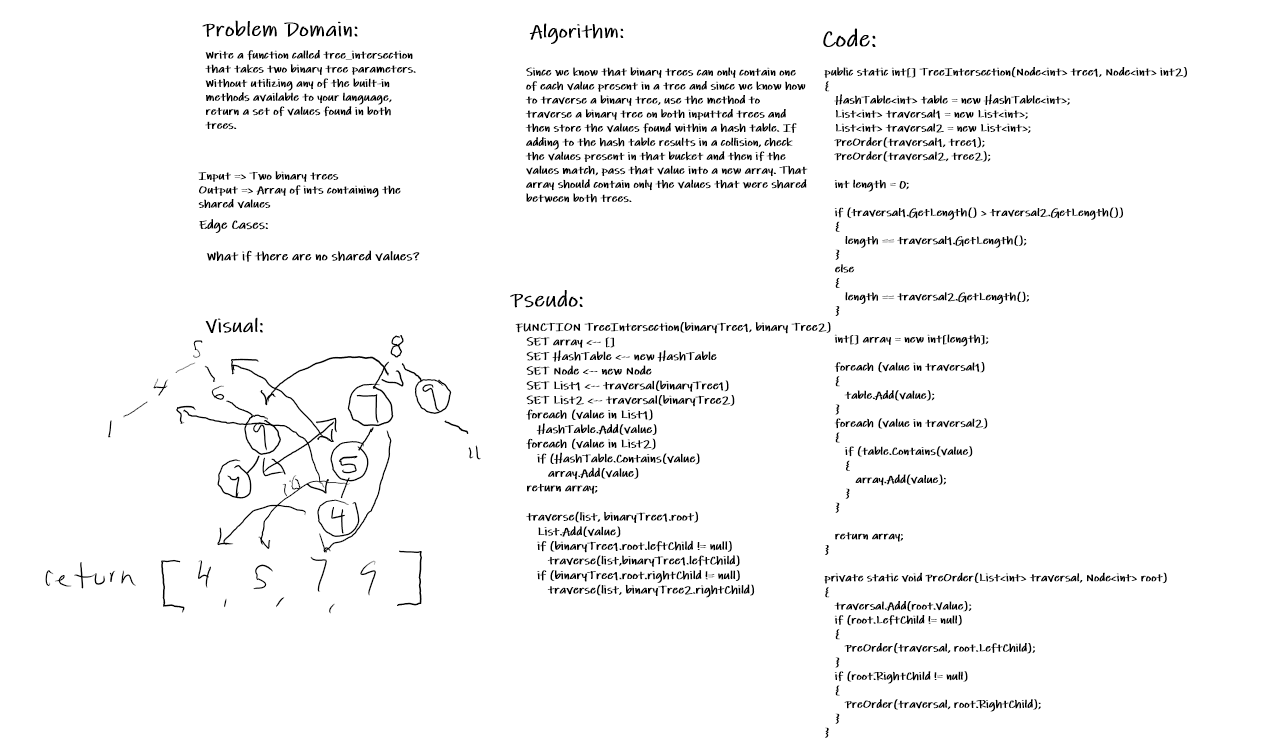 Problem Domain:
Write a function called tree_intersection
that takes two binary tree parameters.
Without utilizing any of the built-in
methods available to your language,
return a set of values found in both
trees.
Input => Two binary trees
Output => Array of ints containing the
shared values
Edge Cases:
What if there are no shared values?
Visual:
5
4
6
1
9
7
10
8
7
9
5
11
4
return [ 4 , 5 , 7 , 9 ]
Algorithm:
Since we know that binary trees can only contain one
of each value present in a tree and since we know how
to traverse a binary tree, use the method to
traverse a binary tree on both inputted trees and
then store the values found within a hash table. If
adding to the hash table results in a collision, check
the values present in that bucket and then if the
values match, pass that value into a new array. That
array should contain only the values that were shared
between both trees.
Pseudo:
FUNCTION TreeIntersection(binaryTree1, binary Tree2)
SET array <-- []
SET HashTable <-- new HashTable
SET Node <-- new Node
SET List1 <-- traversal(binaryTree1)
SET List2 <-- traversal(binaryTree2)
foreach (value in List1)
HashTable.Add(value)
foreach (value in List2)
if (HashTable.Contains(value)
array.Add(value)
return array;
traverse(list, binaryTree1.root)
List.Add(value)
if (binaryTree1.root.leftChild != null)
traverse(list,binaryTree1.leftChild)
if (binaryTree1.root.rightChild != null)
traverse(list, binaryTree2.rightChild)
Code:
public static int[] TreeIntersection(Node<int> tree1, Node<int> int2)
{
HashTable<int> table = new HashTable<int>;
List<int> traversal1 = new List<int>;
List<int> traversal2 = new List<int>;
PreOrder(traversal1, tree1);
PreOrder(traversal2, tree2);
int length = 0;
if (traversal1.GetLength() > traversal2.GetLength())
{
length == traversal1.GetLength();
}
else
{
length == traversal2.GetLength();
}
int[] array = new int[length];
foreach (value in traversal1)
{
table.Add(value);
}
foreach (value in traversal2)
{
if (table.Contains(value)
{
array.Add(value);
}
}
return array;
}
private static void PreOrder(List<int> traversal, Node<int> root)
{
traversal.Add(root.Value);
if (root.LeftChild != null)
{
PreOrder(traversal, root.LeftChild);
}
if (root.RightChild != null)
{
PreOrder(traversal, root.RightChild);
}
}